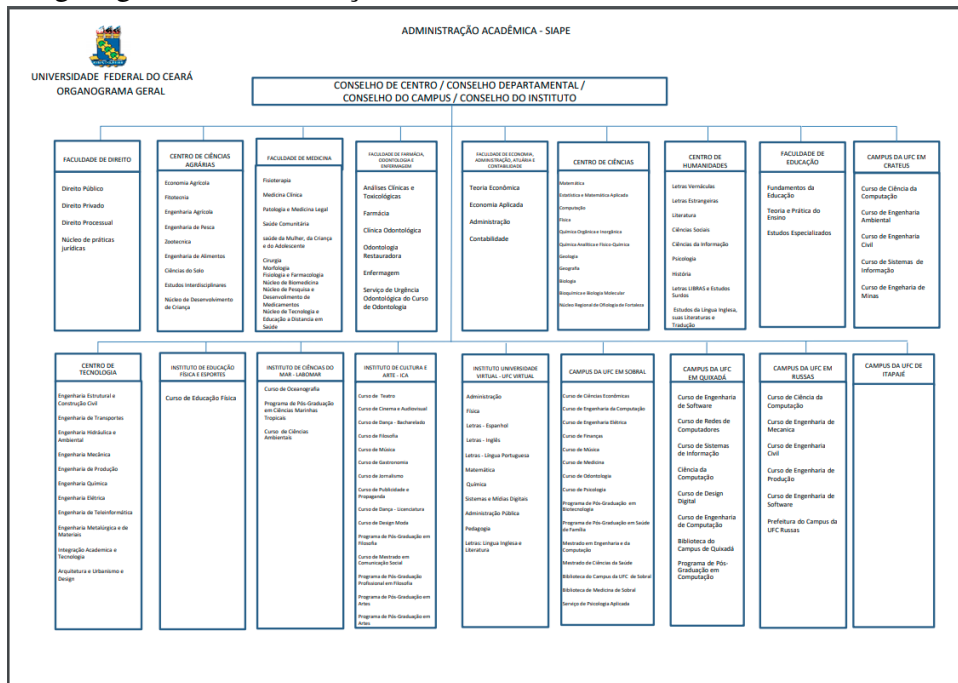 ADMINISTRAÇÃO ACADÊMICA - SIAPE
UNIVERSIDADE FEDERAL DO CEARÁ
ORGANOGRAMA GERAL
CONSELHO DE CENTRO / CONSELHO DEPARTAMENTAL /
CONSELHO DO CAMPUS / CONSELHO DO INSTITUTO
FACULDADE DE DIREITO
Direito Público
Direito Privado
Direito Processual
Núcleo de práticas
jurídicas
CENTRO DE CIÊNCIAS
AGRÁRIAS
Economia Agrícola
Fitotecnia
Engenharia Agrícola
Engenharia de Pesca
Zootecnica
Engenharia de Alimentos
Ciências do Solo
Estudos Interdisciplinares
Núcleo de Desenvolvimento
de Criança
FACULDADE DE MEDICINA
Fisioterapia
Medicina Clínica
Patologia e Medicina Legal
Saúde Comunitária
saúde da Mulher, da Criança
e do Adolescente
Cirurgia
Morfologia
Fisiologia e Farmacologia
Núcleo de Biomedicina
Núcleo de Pesquisa e
Desenvolimento de
Medicamentos
Núcleo de Tecnologia e
Educação a Distancia em
Saúde
FACULDADE DE FARMÁCIA,
ODONTOLOGIA E
ENFERMAGEM
Análises Clínicas e
Toxicológicas
Farmácia
Clínica Odontológica
Odontologia
Restauradora
Enfermagem
Serviço de Urgência
Odontológica do Curso
de Odontologia
FACULDADE DE ECONOMIA,
ADMINISTRAÇÃO, ATUÁRIA E
CONTABILIDADE
Teoria Econômica
Economia Aplicada
Administração
Contabilidade
CENTRO DE CIÊNCIAS
Matemática
Estatística e Matemática Aplicada
Computação
Física
Química Orgânica e Inorgânica
Química Analítica e Físico-Química
Geologia
Geografia
Biologia
Bioquímica e Biologia Molecular
Núcleo Regional de Ofiologia de Fortaleza
CENTRO DE
HUMANIDADES
Letras Vernáculas
Letras Estrangeiras
Literatura
Ciências Sociais
Ciências da Informação
Psicologia
História
Letras LIBRAS e Estudos
Surdos
Estudos da Língua Inglesa,
suas Literaturas e
Tradução
FACULDADE DE
EDUCAÇÃO
Fundamentos da
Educação
Teoria e Prática do
Ensino
Estudos Especializados
CAMPUS DA UFC EM
CRATEUS
Curso de Ciência da
Computação
Curso de Engenharia
Ambiental
Curso de Engenharia
Civil
Curso de Sistemas de
Informação
Curso de Engeharia de
Minas
CENTRO DE
TECNOLOGIA
Engenharia Estrutural e
Construção Civil
Engenharia de Transportes
Engenharia Hidráulica e
Ambiental
Engenharia Mecânica
Engenharia de Produção
Engenharia Química
Engenharia Elétrica
Engenharia de Teleinformática
Engenharia Metalúrgica e de
Materiais
Integração Academica e
Tecnologia
Arquitetura e Urbanismo e
Design
INSTITUTO DE EDUCAÇÃO
FÍSICA E ESPORTES
Curso de Educação Física
INSTITUTO DE CIÊNCIAS DO
MAR - LABOMAR
Curso de Oceanografia
Programa de Pós-Graduação
em Ciências Marinhas
Tropicais
Curso de Ciências
Ambientais
INSTITUTO DE CULTURA E
ARTE - ICA
Curso de Teatro
Curso de Cinema e Audiovisual
Curso de Dança - Bacharelado
Curso de Filosofia
Curso de Música
Curso de Gastronomia
Curso de Jornalismo
Curso de Publicidade e
Propaganda
Curso de Dança - Licenciatura
Curso de Design Moda
Programa de Pós-Graduação em
Filosofia
Curso de Mestrado em
Comunicação Social
Programa de Pós-Graduação
Profissional em Filosofia
Programa de Pós-Graduação em
Artes
Programa de Pós-Graduação em
Artes
INSTITUTO UNIVERSIDADE
VIRTUAL - UFC VIRTUAL
Administração
Física
Letras - Espanhol
Letras - Inglês
Letras - Língua Portuguesa
Matemática
Química
Sistemas e Mídias Digitais
Administração Pública
Pedagogia
Letras: Lingua Inglesa e
Literatura
CAMPUS DA UFC EM SOBRAL
Curso de Ciências Econômicas
Curso de Engenharia da Computação
Curso de Engenharia Elétrica
Curso de Finanças
Curso de Música
Curso de Medicina
Curso de Odontologia
Curso de Psicologia
Programa de Pós-Graduação em
Biotecnologia
Programa de Pós-Graduação em Saúde
da Família
Mestrado em Engenharia e da
Computação
Mestrado de Ciências da Saúde
Biblioteca do Campus da UFC de Sobral
Biblioteca de Medicina de Sobral
Serviço de Psicologia Aplicada
CAMPUS DA UFC
EM QUIXADÁ
Curso de Engenharia
de Software
Curso de Redes de
Computadores
Curso de Sistemas
de Informação
Ciência da
Computação
Curso de Design
Digital
Curso de Engenharia
de Computação
Biblioteca do
Campus de Quixadá
Programa de Pós-
Graduação em
Computação
CAMPUS DA UFC EM
RUSSAS
Curso de Ciência da
Computação
Curso de Engenharia de
Mecanica
Curso de Engenharia
Civil
Curso de Engenharia de
Produção
Curso de Engenharia de
Software
Prefeitura do Campus da
UFC Russas
CAMPUS DA UFC DE
ITAPAJÉ